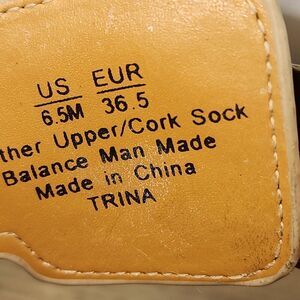 US EUR
6.5M 36.5
ther Upper/Cork Sock
Balance Man Made
Made in China
TRINA